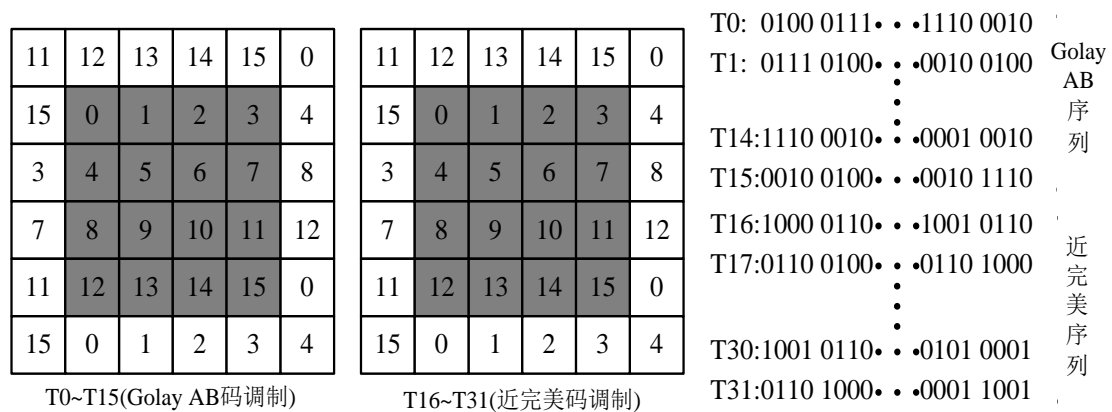 11 12 13 14 15 0
15 0 1 2 3 4
3 4 5 6 7 8
7 8 9 10 11 12
11 12 13 14 15 0
15 0 1 2 3 4
T0~T15(Golay AB码调制)
11 12 13 14 15 0
15 0 1 2 3 4
3 4 5 6 7 8
7 8 9 10 11 12
11 12 13 14 15 0
15 0 1 2 3 4
T16~T31(近完美码调制)
T0: 0100 0111• • •1110 0010
T1: 0111 0100• • •0010 0100
T14:1110 0010• • •0001 0010
T15:0010 0100• • •0010 1110
Golay
AB
序
列
T16:1000 0110• • •1001 0110
T17:0110 0100• • •0110 1000
T30:1001 0110• • •0101 0001
T31:0110 1000• • •0001 1001
近
完
美
序
列